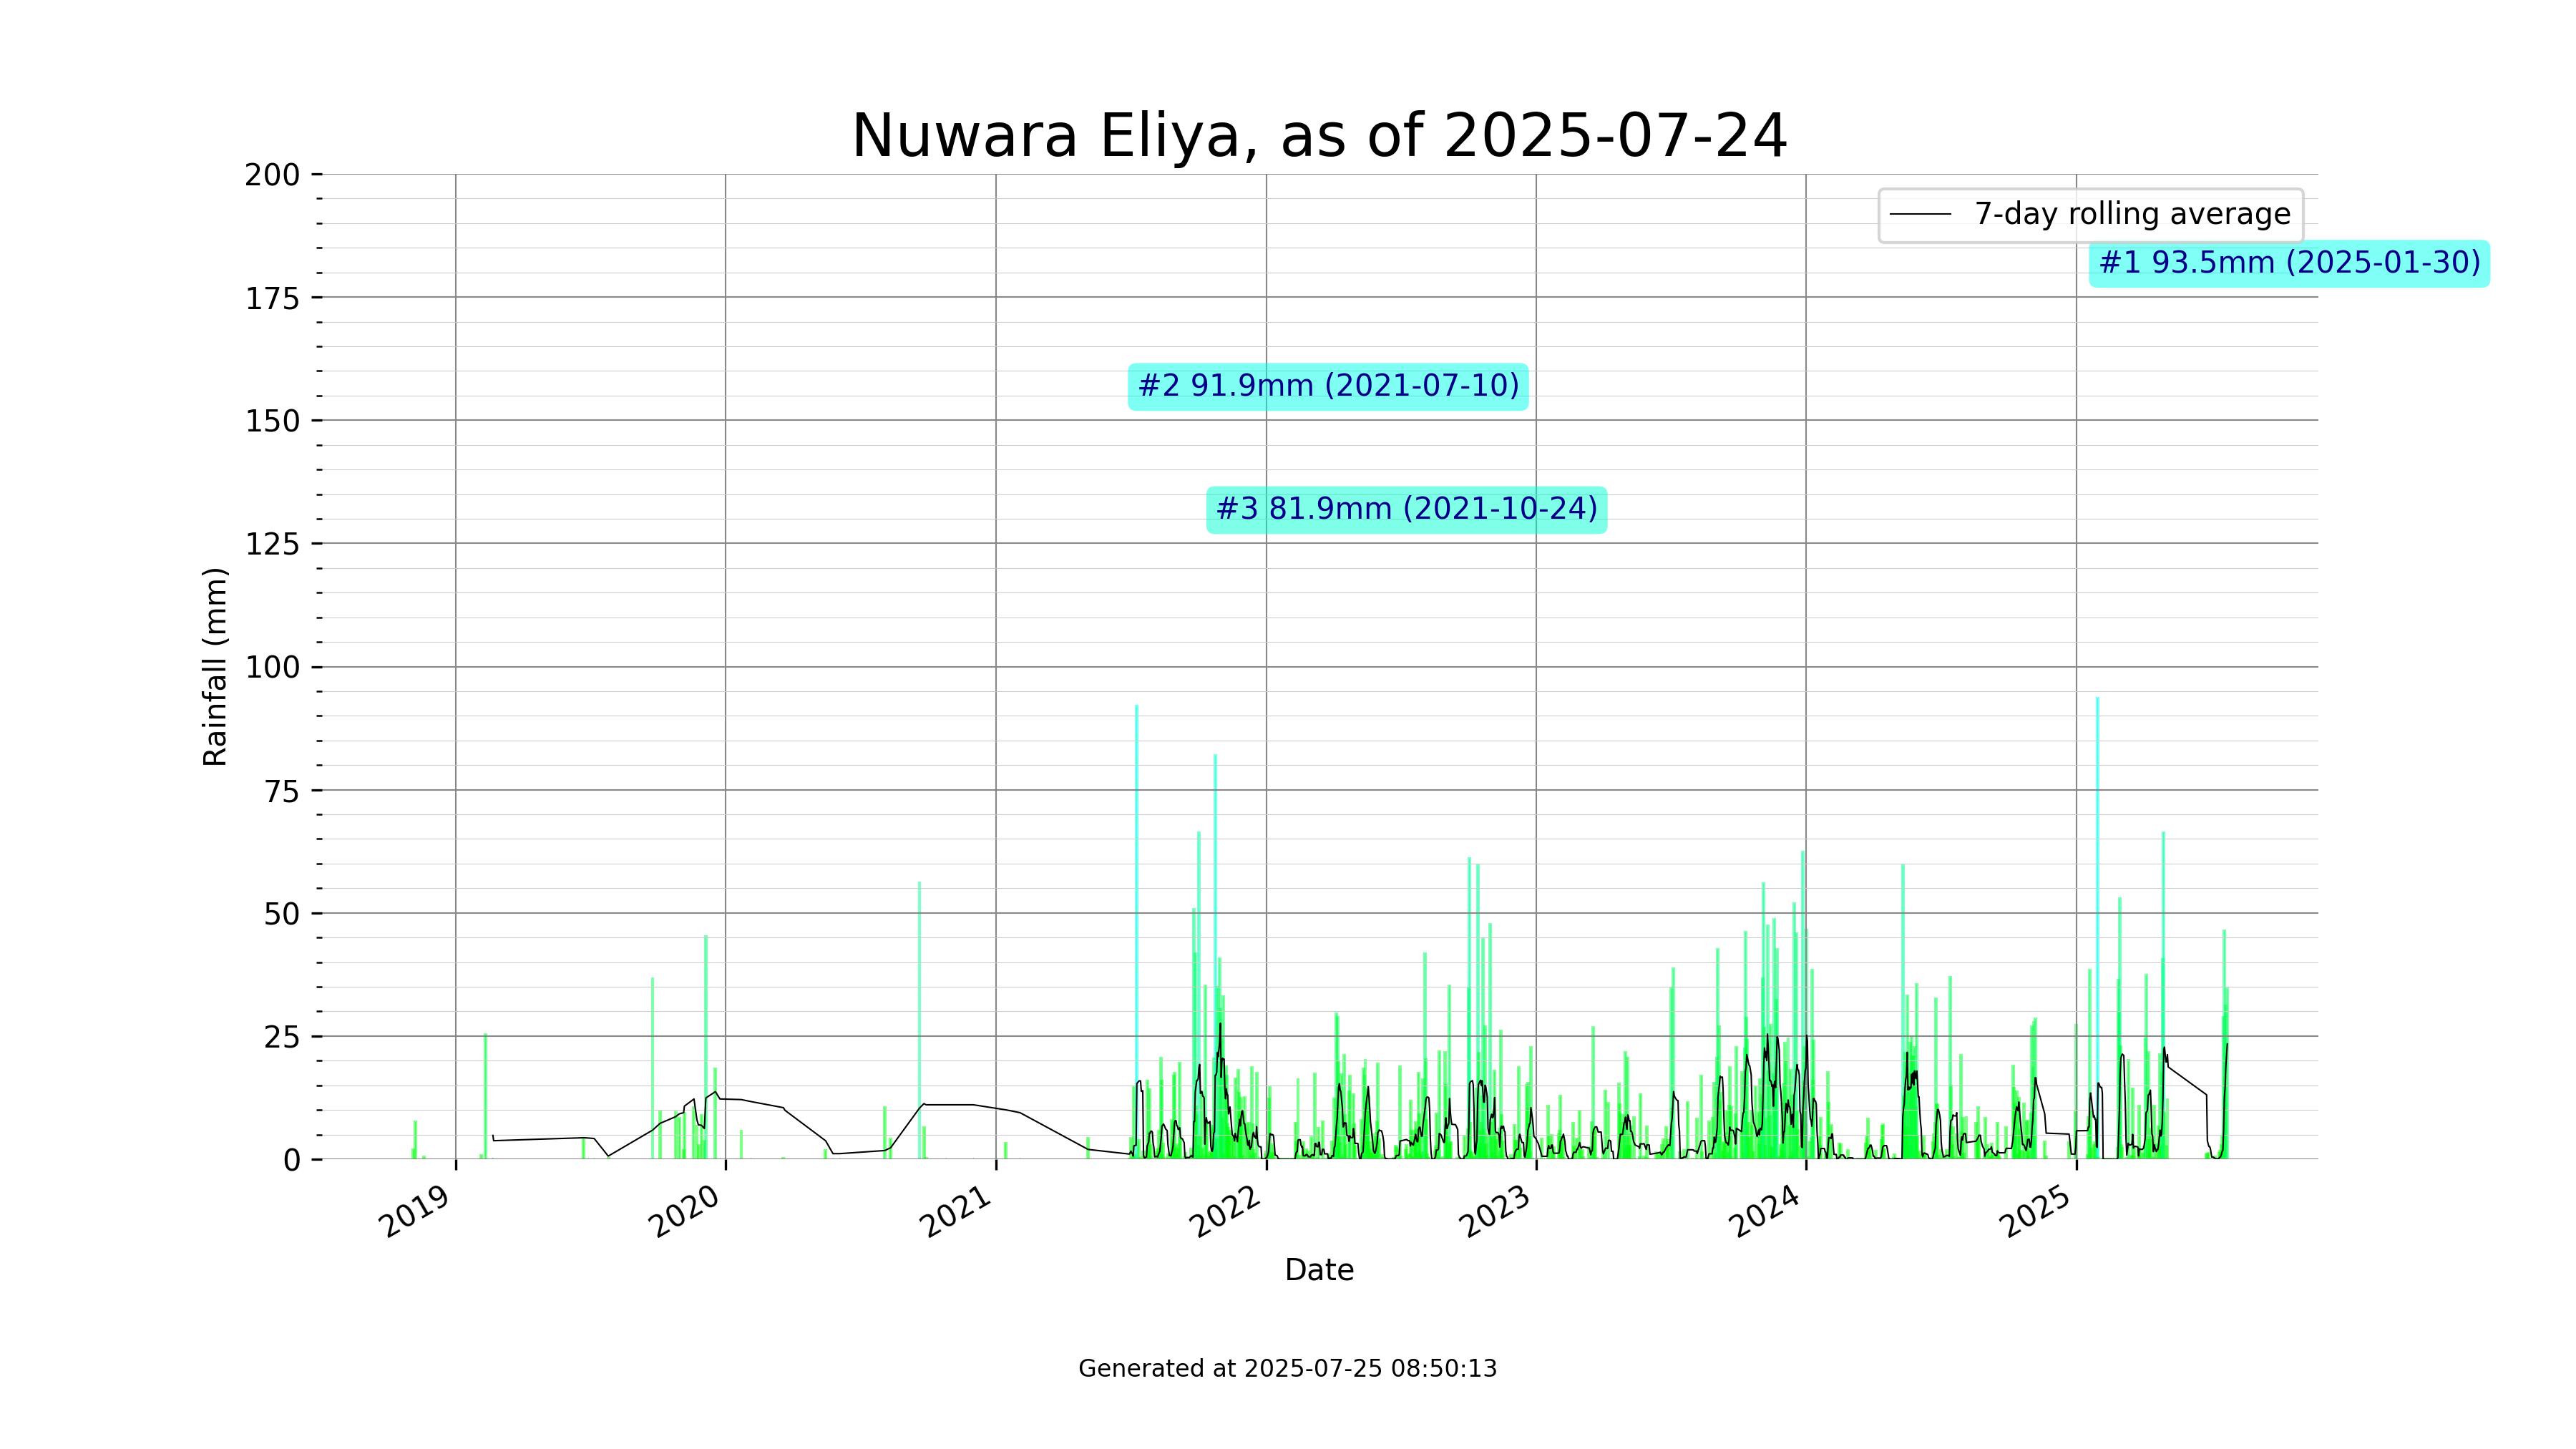 Nuwara Eliya, as of 2025-07-24
200
175
150
125
100
75
50
25
0
Rainfall (mm)
7-day rolling average
#1 93.5mm (2025-01-30)
#2 91.9mm (2021-07-10)
#3 81.9mm (2021-10-24)
2019
2020
2021
2022
2023
2024
2025
Date
Generated at 2025-07-25 08:50:13